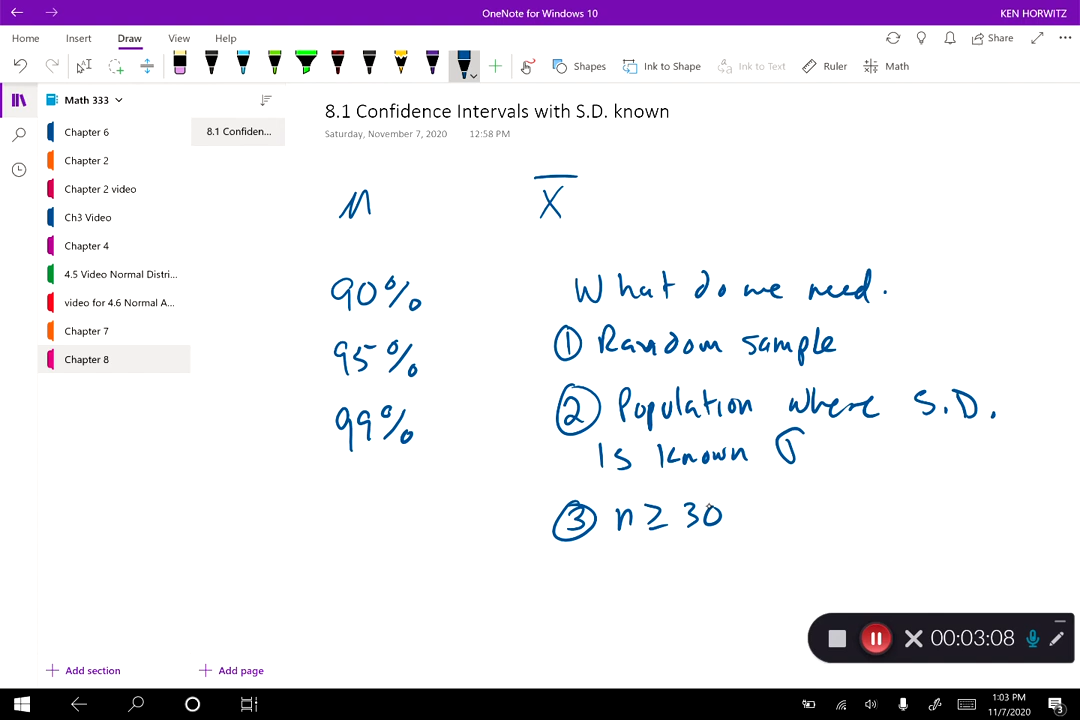 OneNote for Windows 10
KEN HORWITZ
Home Insert Draw View Help
Share
Shapes
Ink to Shape
Ink to Text
Ruler
Math
Math 333
8.1 Confiden...
Chapter 6
Chapter 2
Chapter 2 video
Ch3 Video
Chapter 4
4.5 Video Normal Distri...
video for 4.6 Normal A...
Chapter 7
Chapter 8
8.1 Confidence Intervals with S.D. known
Saturday, November 7, 2020 12:58 PM
μ X̄
90%
95%
99%
What do we need.
① Random sample
② Population where S.D.
Is known σ
③ n ≥ 30
00:03:08
Add section
Add page
1:03 PM
11/7/2020
3